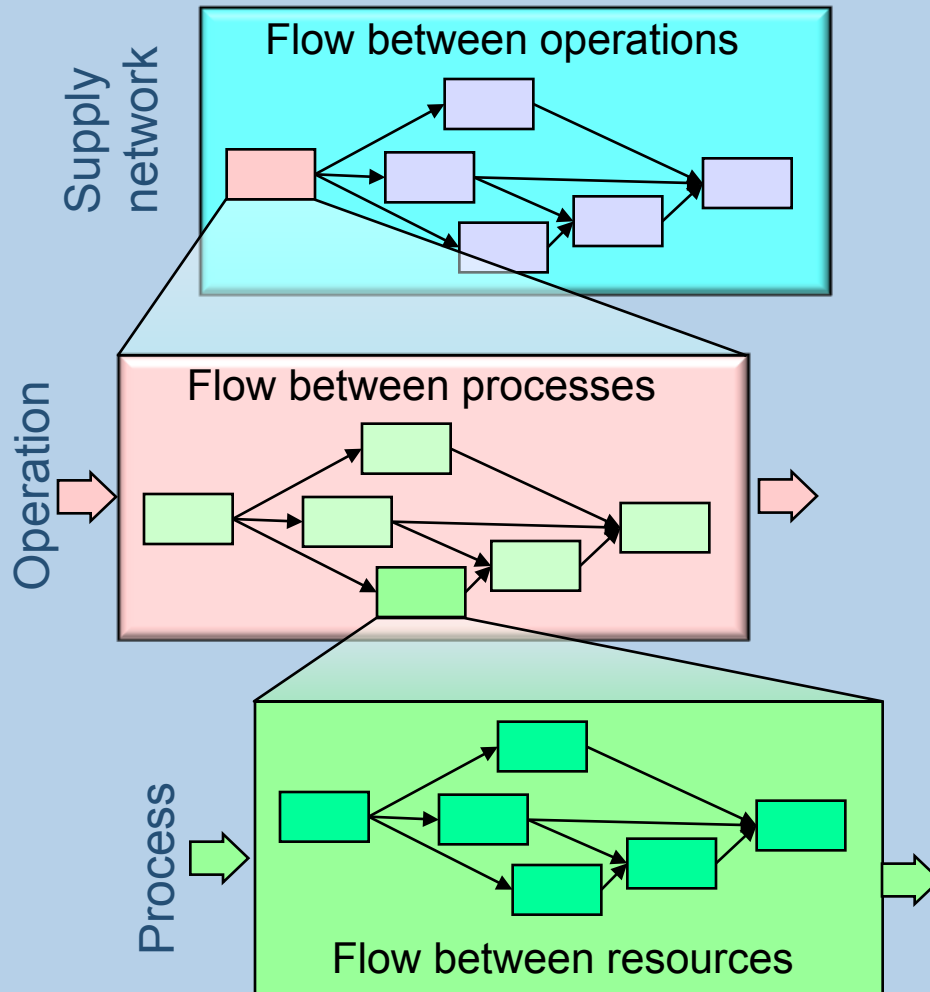 Supply
network
Flow between operations
Operation
Flow between processes
Process
Flow between resources